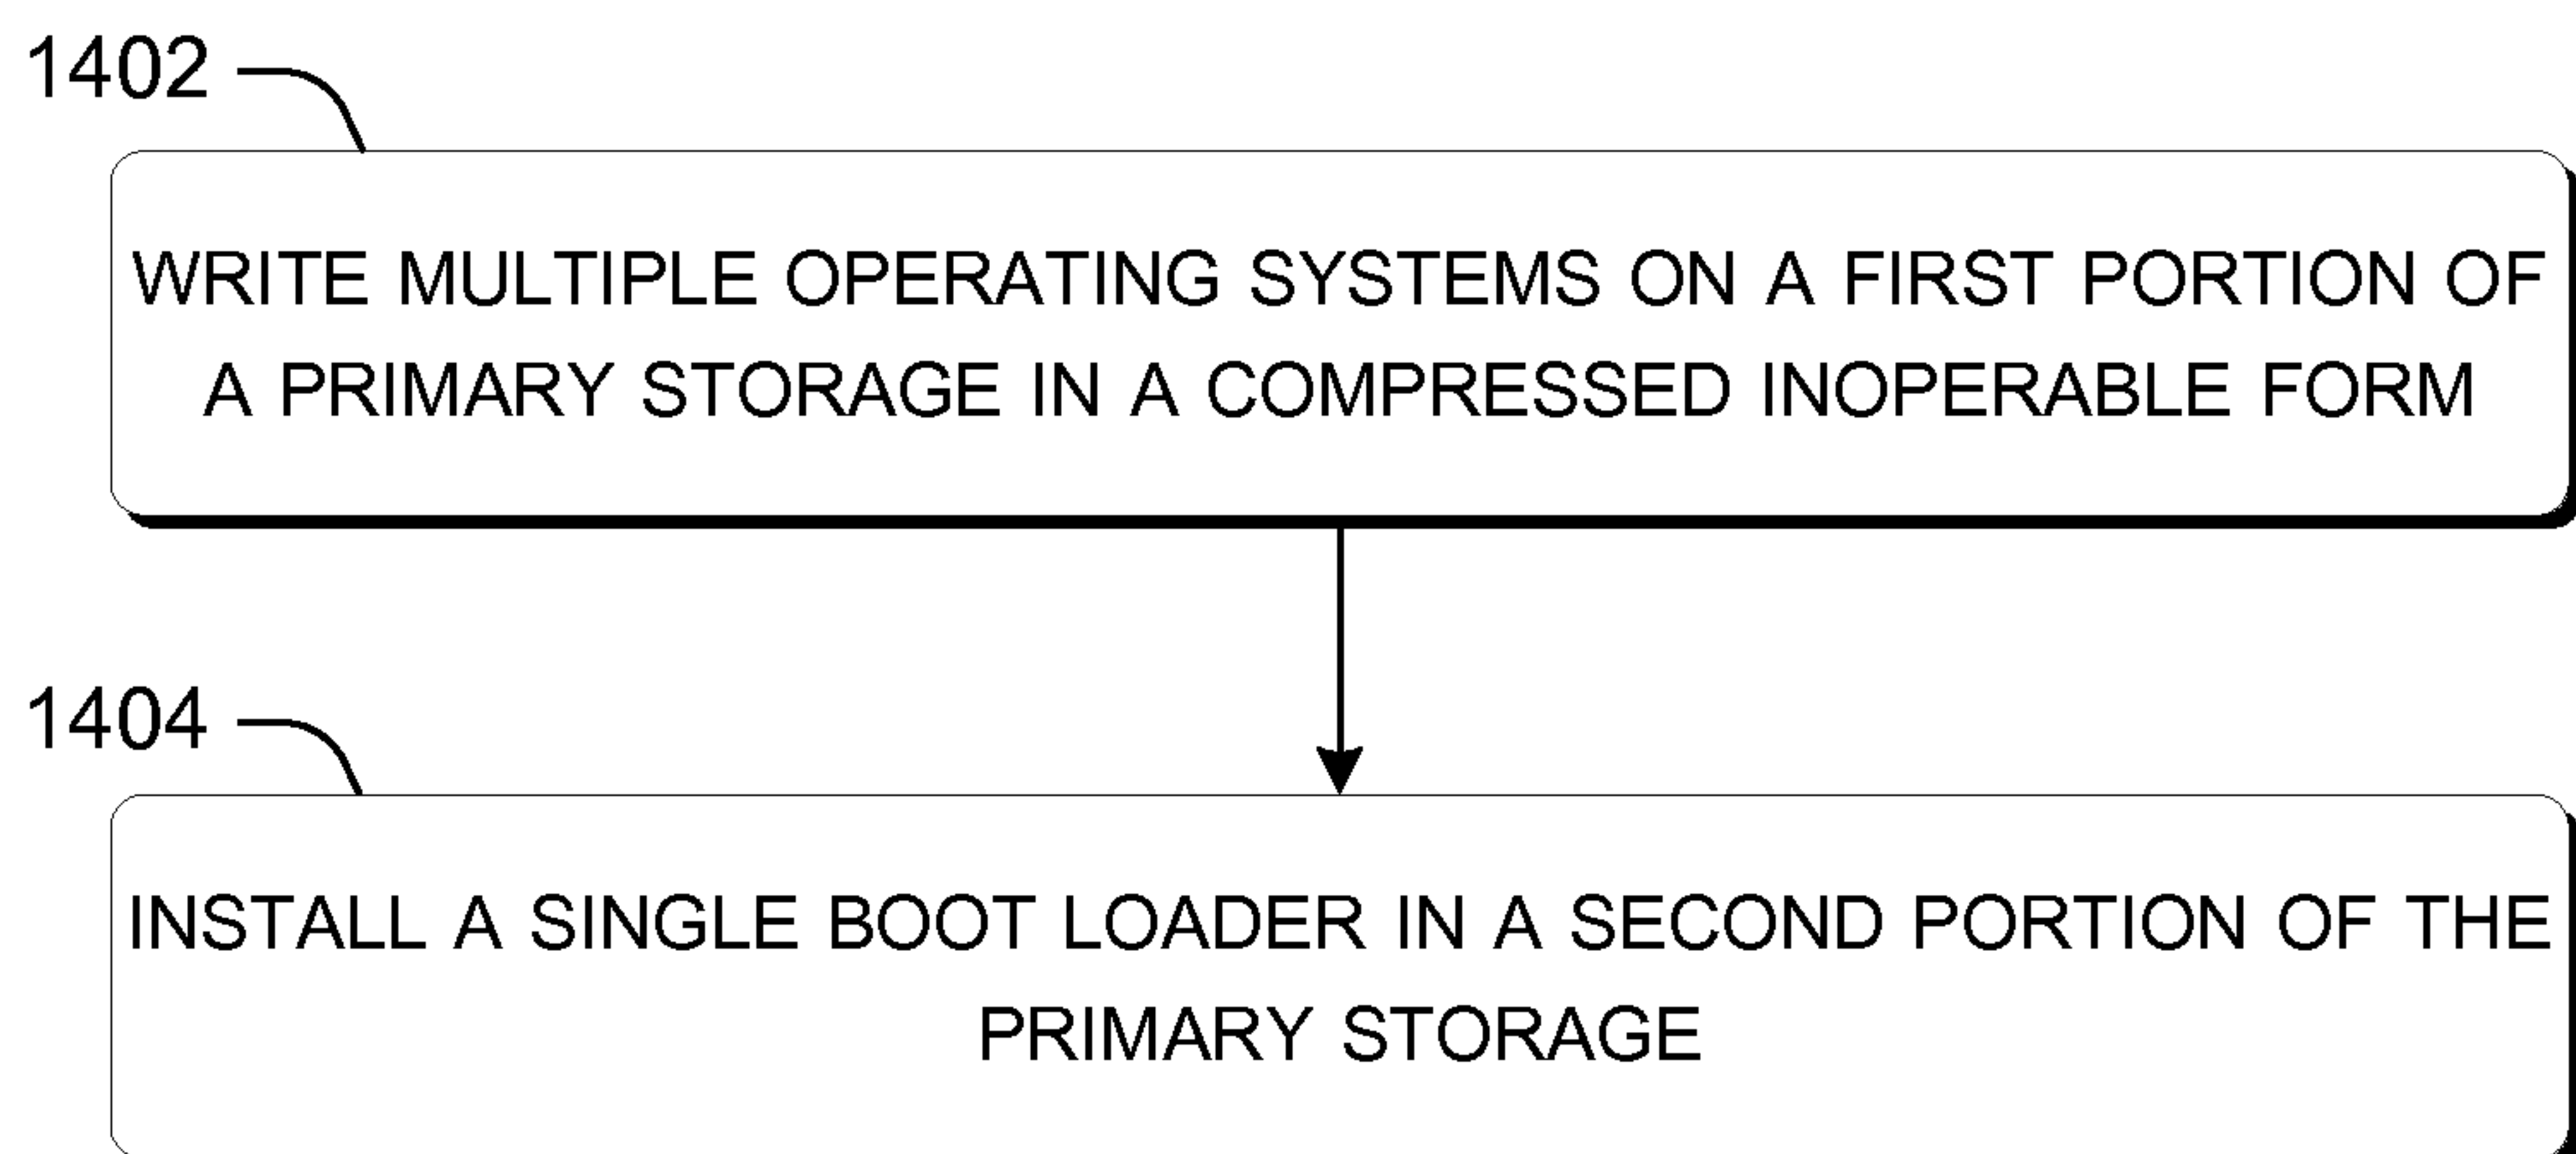 1402
WRITE MULTIPLE OPERATING SYSTEMS ON A FIRST PORTION OF
A PRIMARY STORAGE IN A COMPRESSED INOPERABLE FORM
1404
INSTALL A SINGLE BOOT LOADER IN A SECOND PORTION OF THE
PRIMARY STORAGE